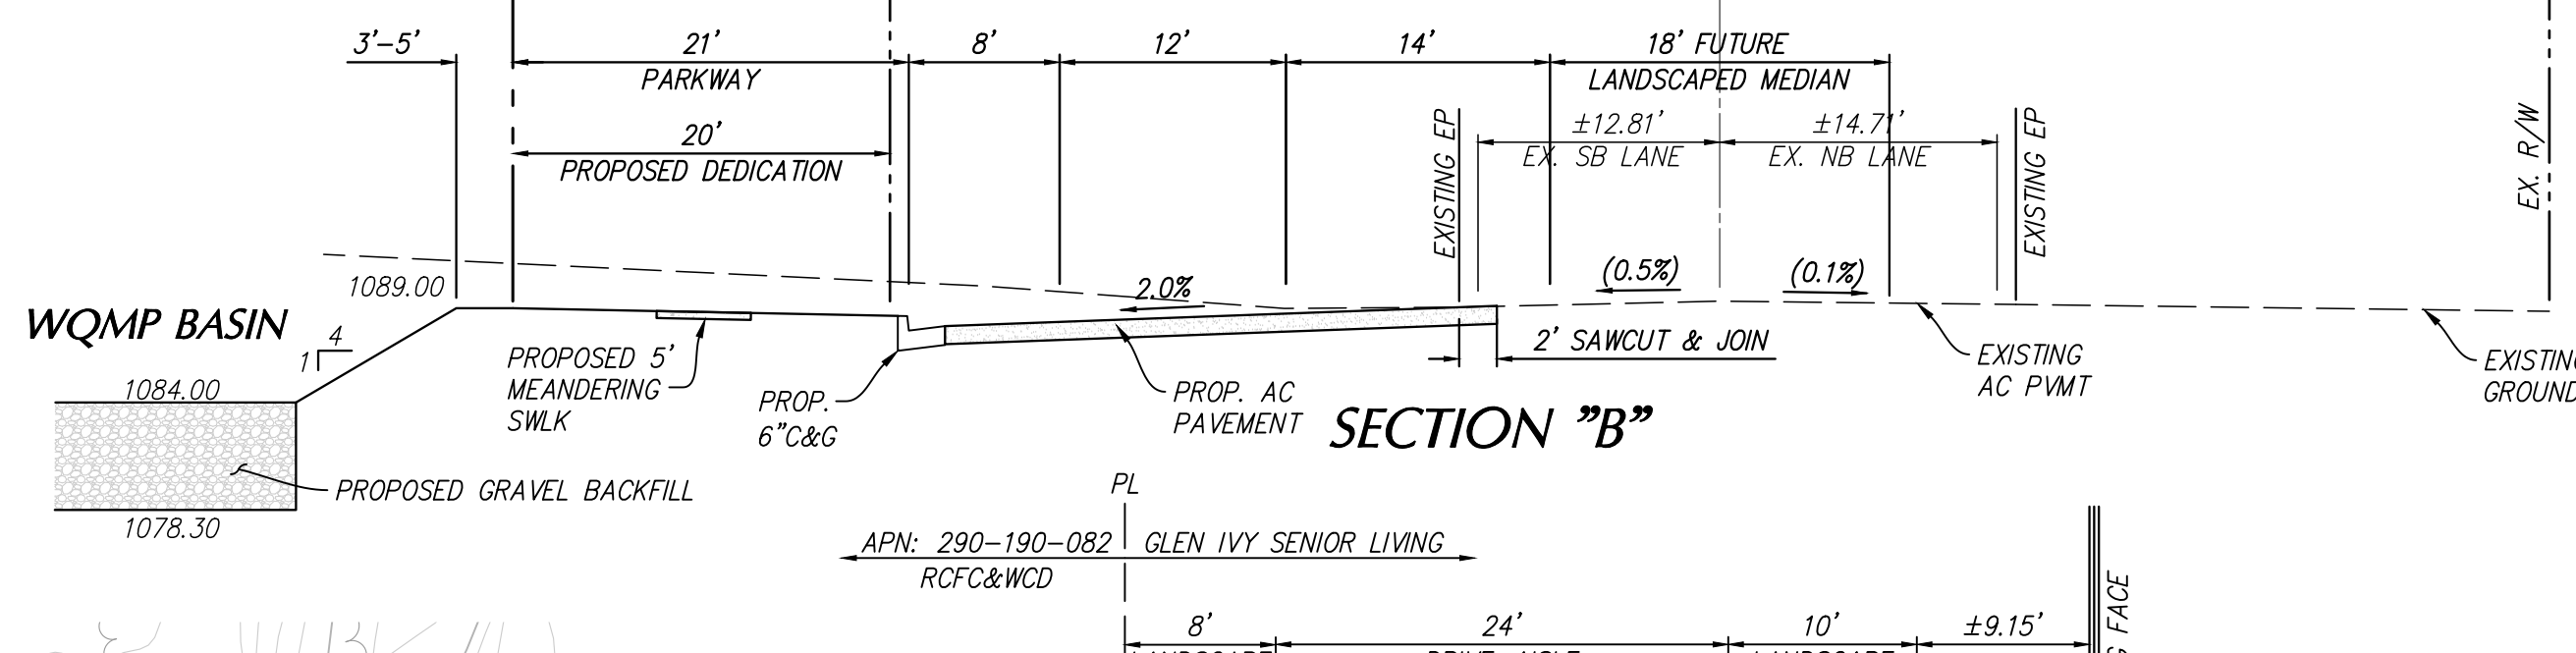 3'-5'
21'
PARKWAY
8'
12'
14'
18' FUTURE
LANDSCAPED MEDIAN
20'
PROPOSED DEDICATION
EXISTING EP
±12.81'
EX. SB LANE
±14.71'
EX. NB LANE
EXISTING EP
EX. R/W
1089.00
2.0%
(0.5%)
(0.1%)
WQMP BASIN
4
1
1084.00
PROPOSED 5'
MEANDERING
SWLK
PROP.
6"C&G
PROP. AC
PAVEMENT
2' SAWCUT & JOIN
EXISTING
AC PVMT
EXISTING
GROUND
SECTION "B"
PROPOSED GRAVEL BACKFILL
1078.30
PL
APN: 290-190-082
GLEN IVY SENIOR LIVING
RCFC&WCD
8'
24'
10'
±9.15'
FACE